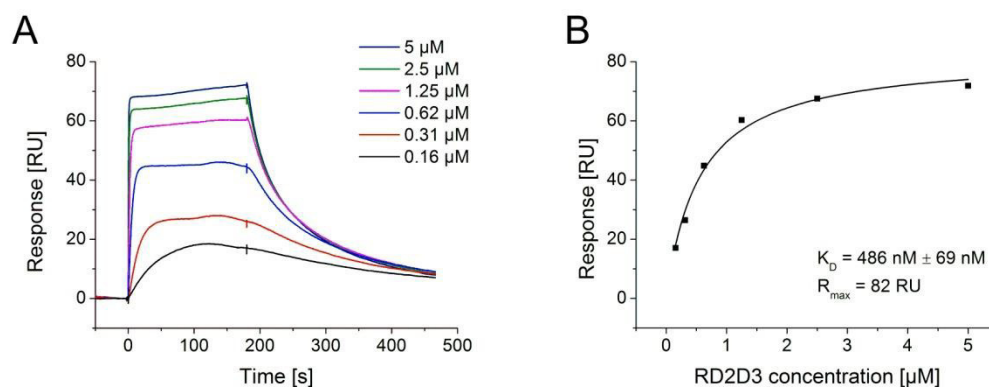 A
5 µM
2.5 µM
1.25 µM
0.62 µM
0.31 µM
0.16 µM
Response [RU]
80
60
40
20
0
0 100 200 300 400 500
Time [s]
B
Response [RU]
80
60
40
20
0
K_D = 486 nM ± 69 nM
R_max = 82 RU
0 1 2 3 4 5
RD2D3 concentration [µM]